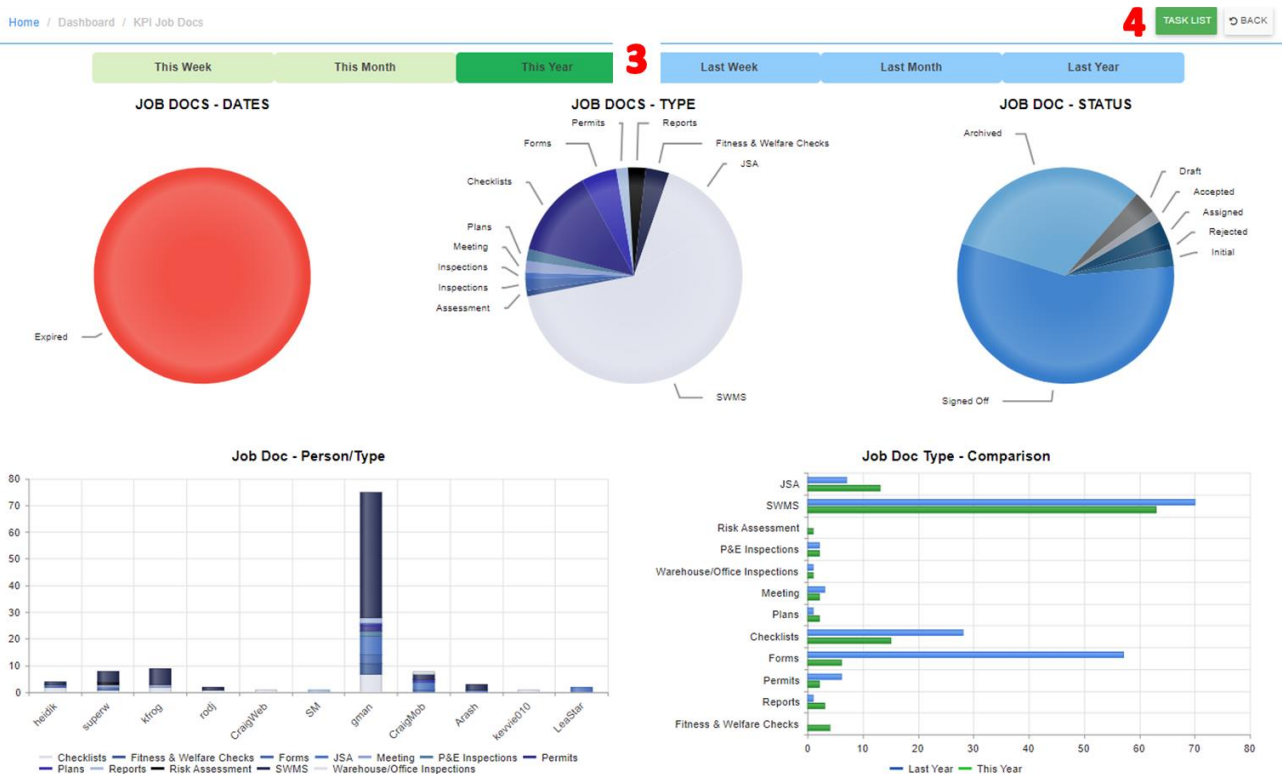 Home / Dashboard / KPI Job Docs
4
TASK LIST
BACK
This Week
This Month
This Year
3
Last Week
Last Month
Last Year
JOB DOCS - DATES
Expired
JOB DOCS - TYPE
Permits
Reports
Forms
Fitness & Welfare Checks
JSA
Checklists
Plans
Meeting
Inspections
Inspections
Assessment
SWMS
JOB DOC - STATUS
Archived
Draft
Accepted
Assigned
Rejected
Initial
Signed Off
Job Doc - Person/Type
80
70
60
50
40
30
20
10
0
heidik
superw
kfrog
rodj
CraigWeb
SM
gman
CraigMob
Arash
kevvie010
LeaStar
Checklists Fitness & Welfare Checks Forms JSA Meeting P&E Inspections Permits
Plans Reports Risk Assessment SWMS Warehouse/Office Inspections
Job Doc Type - Comparison
JSA
SWMS
Risk Assessment
P&E Inspections
Warehouse/Office Inspections
Meeting
Plans
Checklists
Forms
Permits
Reports
Fitness & Welfare Checks
0 10 20 30 40 50 60 70 80
Last Year This Year